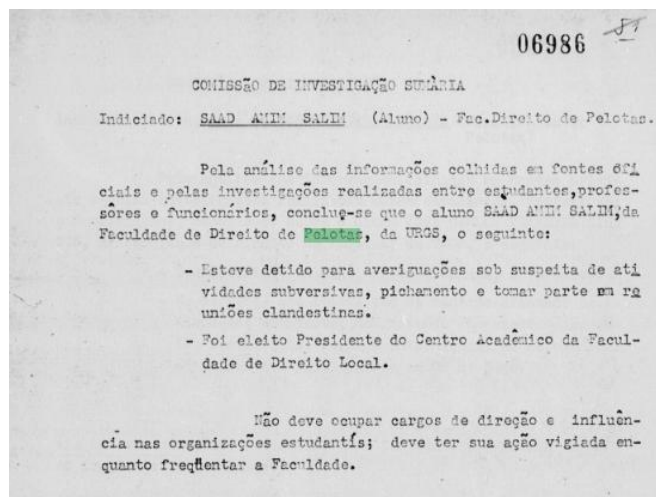 81
06986
COMISSÃO DE INVESTIGAÇÃO SUMÀRIA
Indiciado: SAAD AMIM SALIM (Aluno) - Fac.Direito de Pelotas.
Pela análise das informações colhidas em fontes ofi
ciais e pelas investigações realizadas entre estudantes,profes-
sôres e funcionários, conclue-se que o aluno SAAD AMIM SALIM,da
Faculdade de Direito de Pelotas, da URGS, o seguinte:
- Esteve detido para averiguações sob suspeita de ati
vidades subversivas, pichamento e tomar parte em re
uniões clandestinas.
- Foi eleito Presidente do Centro Acadêmico da Facul-
dade de Direito Local.
Não deve ocupar cargos de direção e influên-
cia nas organizações estudantís; deve ter sua ação vigiada en-
quanto freqüentar a Faculdade.